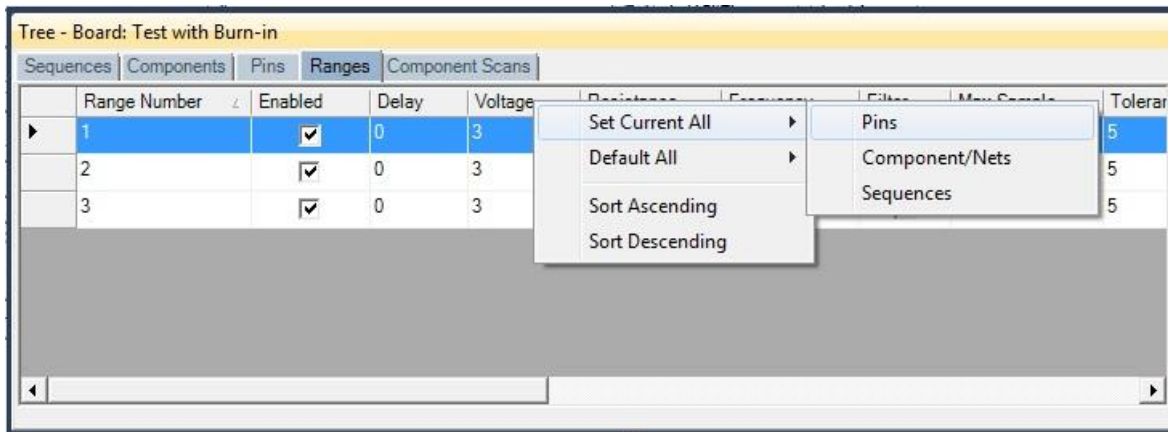 Tree - Board: Test with Burn-in
Sequences Components Pins Ranges Component Scans
Range Number Enabled Delay Voltage
1 0 3 5
2 0 3 5
3 0 3 5
Set Current All
Default All
Sort Ascending
Sort Descending
Pins
Component/Nets
Sequences